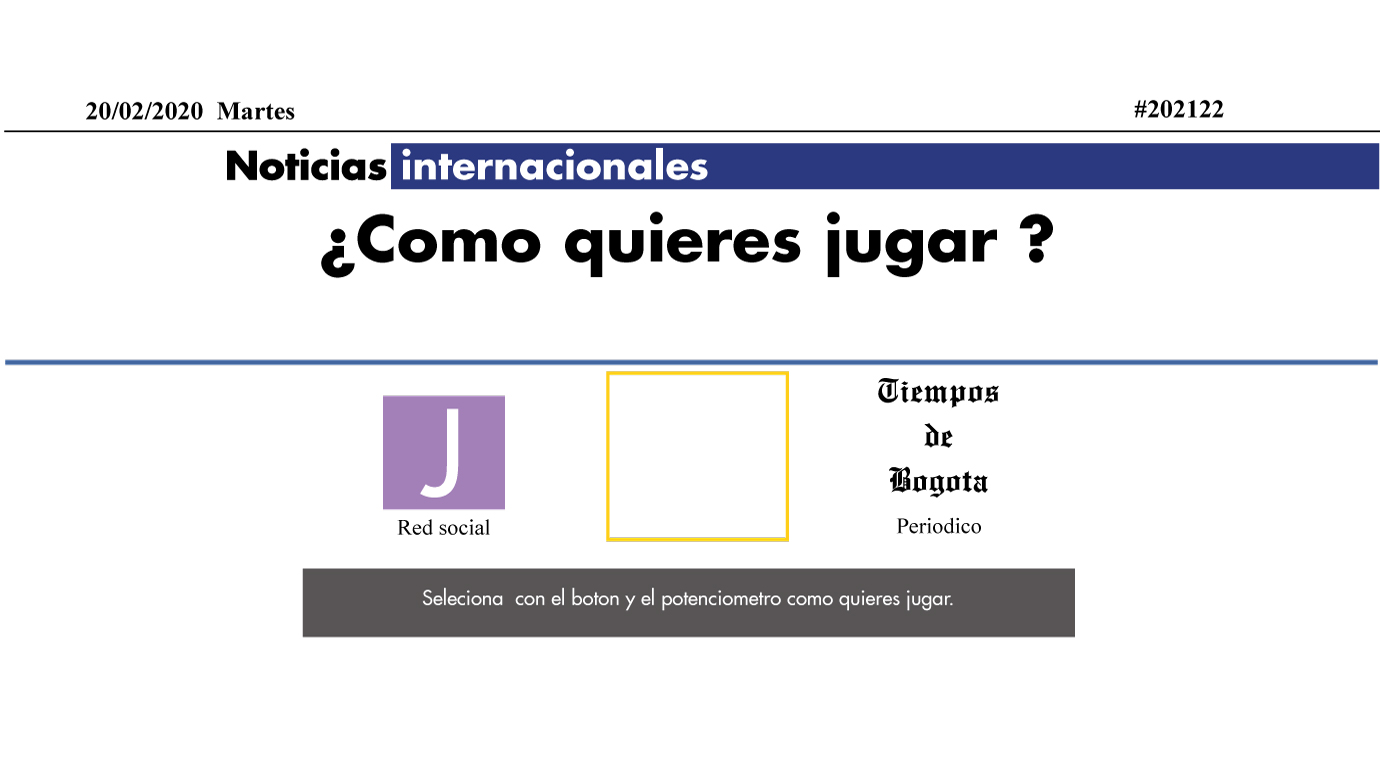 20/02/2020 Martes
#202122
Noticias internacionales
¿Como quieres jugar ?
J
Red social
Tiempos
de
Bogota
Periodico
Seleciona con el boton y el potenciometro como quieres jugar.